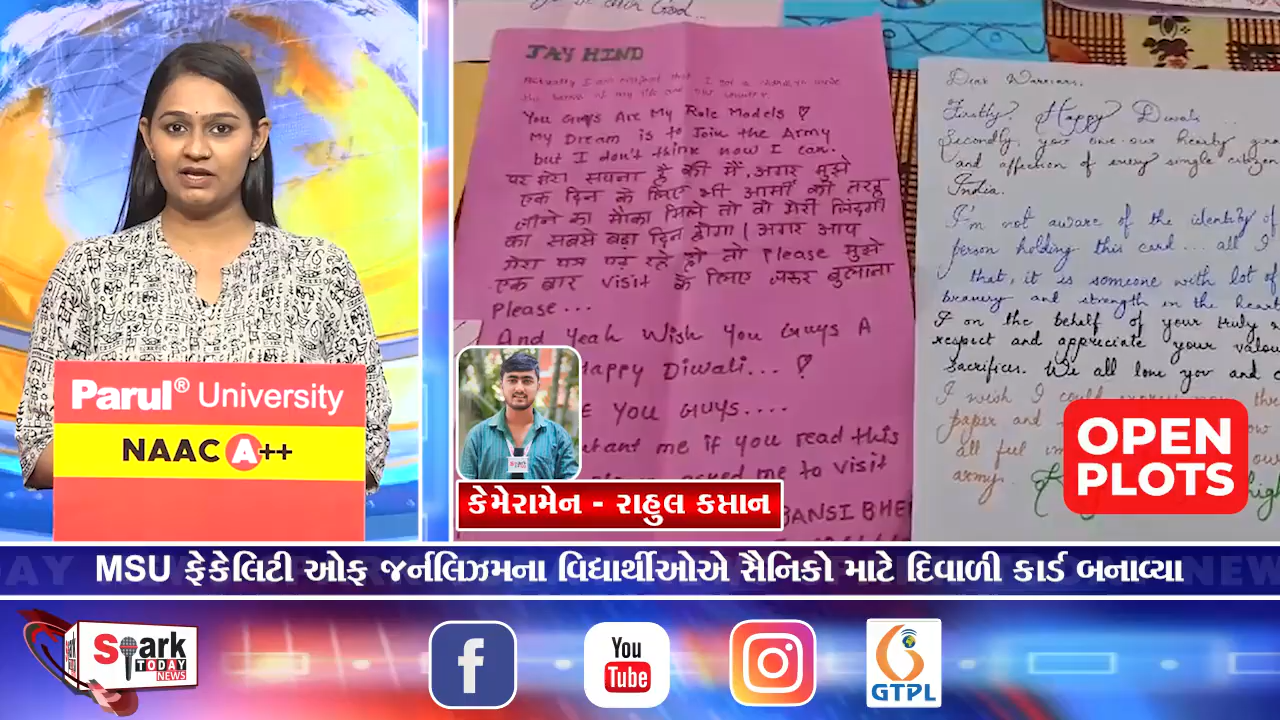 JAY HIND
You Guys Are My Role Models
My Dream is to Join the Army
but I don't think now I can.
पर मेरा सपना है की मैं, अगर मुझे
एक दिन के लिए भी आर्मी की तरह
जीने का मौका मिले तो वो मेरी जिंदगी
का सबसे बड़ा दिन होगा। अगर आप
मेरा पत्र पढ़ रहे हो तो Please मुझे
एक बार visit के लिए जरूर बुलाना
please...
And Yeah Wish You Guys A
Happy Diwali...
You Guys....
me if you read this
me to visit
BANSI
Dear Warriors,
Firstly, Happy Diwali
Secondly, you owe our hearty
and affection of every single citizen
India.
I'm not aware of the identity of
person holding this card... all I
that, it is someone with lot of
bravery and strength in the
I on the behalf of your truly
respect and appreciate your
Sacrifices. We all love you and
I wish I could
paper and
all feel
army.
OPEN
PLOTS
Parul® University
NAAC A++
કેમેરામેન - રાહુલ કપ્તાન
MSU ફેકેલિટી ઓફ જર્નલિઝમના વિદ્યાર્થીઓએ સૈનિકો માટે દિવાળી કાર્ડ બનાવ્યા
Spark
TODAY
NEWS
f
You
Tube
GTPL